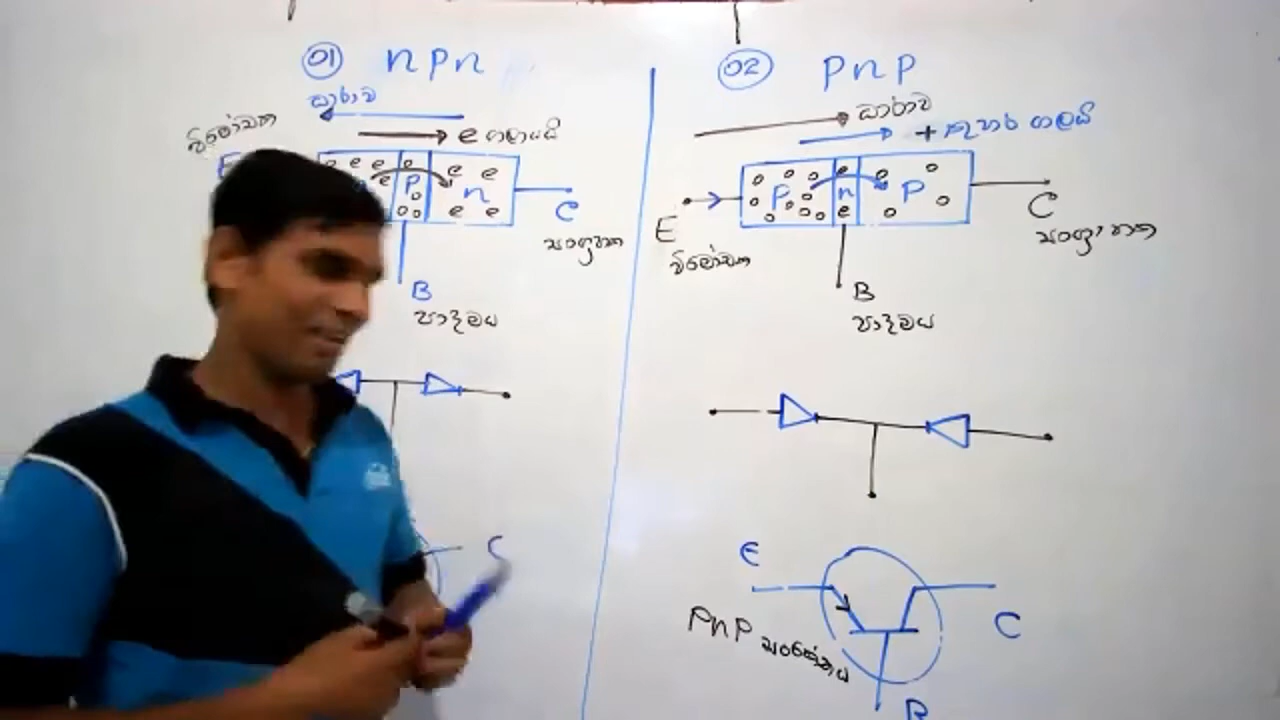 01 npn
ධාරාව
විමෝචක
e ගලායයි
E
e e e e e e
p n
e e
C
සංග්‍රාහක
B
පාදමය
C
02 PnP
ධාරාව
+ කුහර ගලයි
P n P
e
E
විමෝචක
C
සංග්‍රාහක
B
පාදමය
E
C
PnP සංකේතය
B